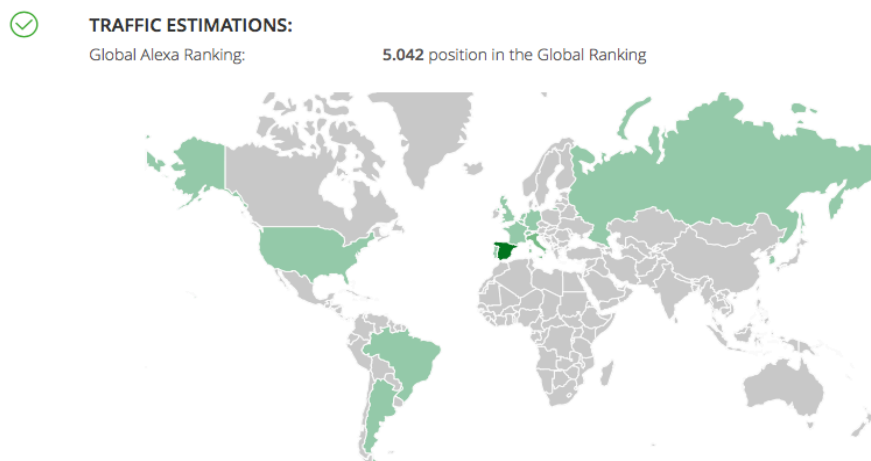 TRAFFIC ESTIMATIONS:
Global Alexa Ranking: 5.042 position in the Global Ranking